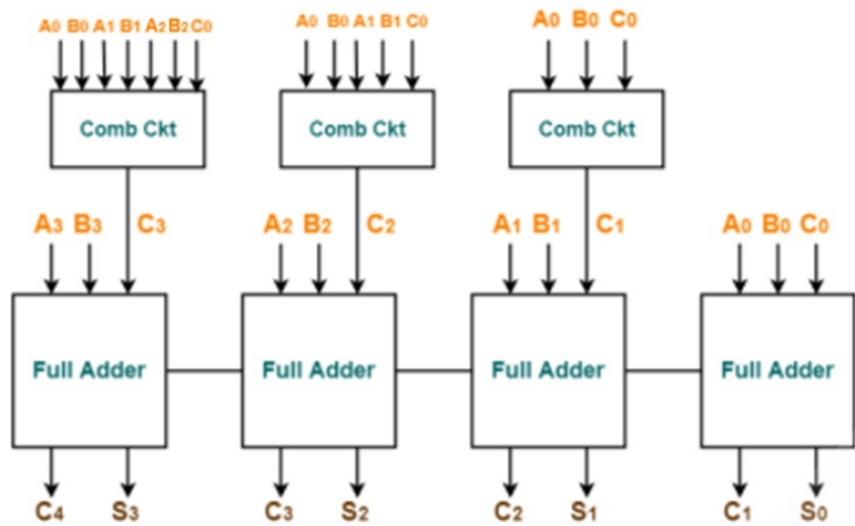 A0 B0 A1 B1 A2 B2 C0
A0 B0 A1 B1 C0
A0 B0 C0
Comb Ckt
Comb Ckt
Comb Ckt
A3 B3 C3
A2 B2 C2
A1 B1 C1
A0 B0 C0
Full Adder
Full Adder
Full Adder
Full Adder
C4 S3
C3 S2
C2 S1
C1 S0